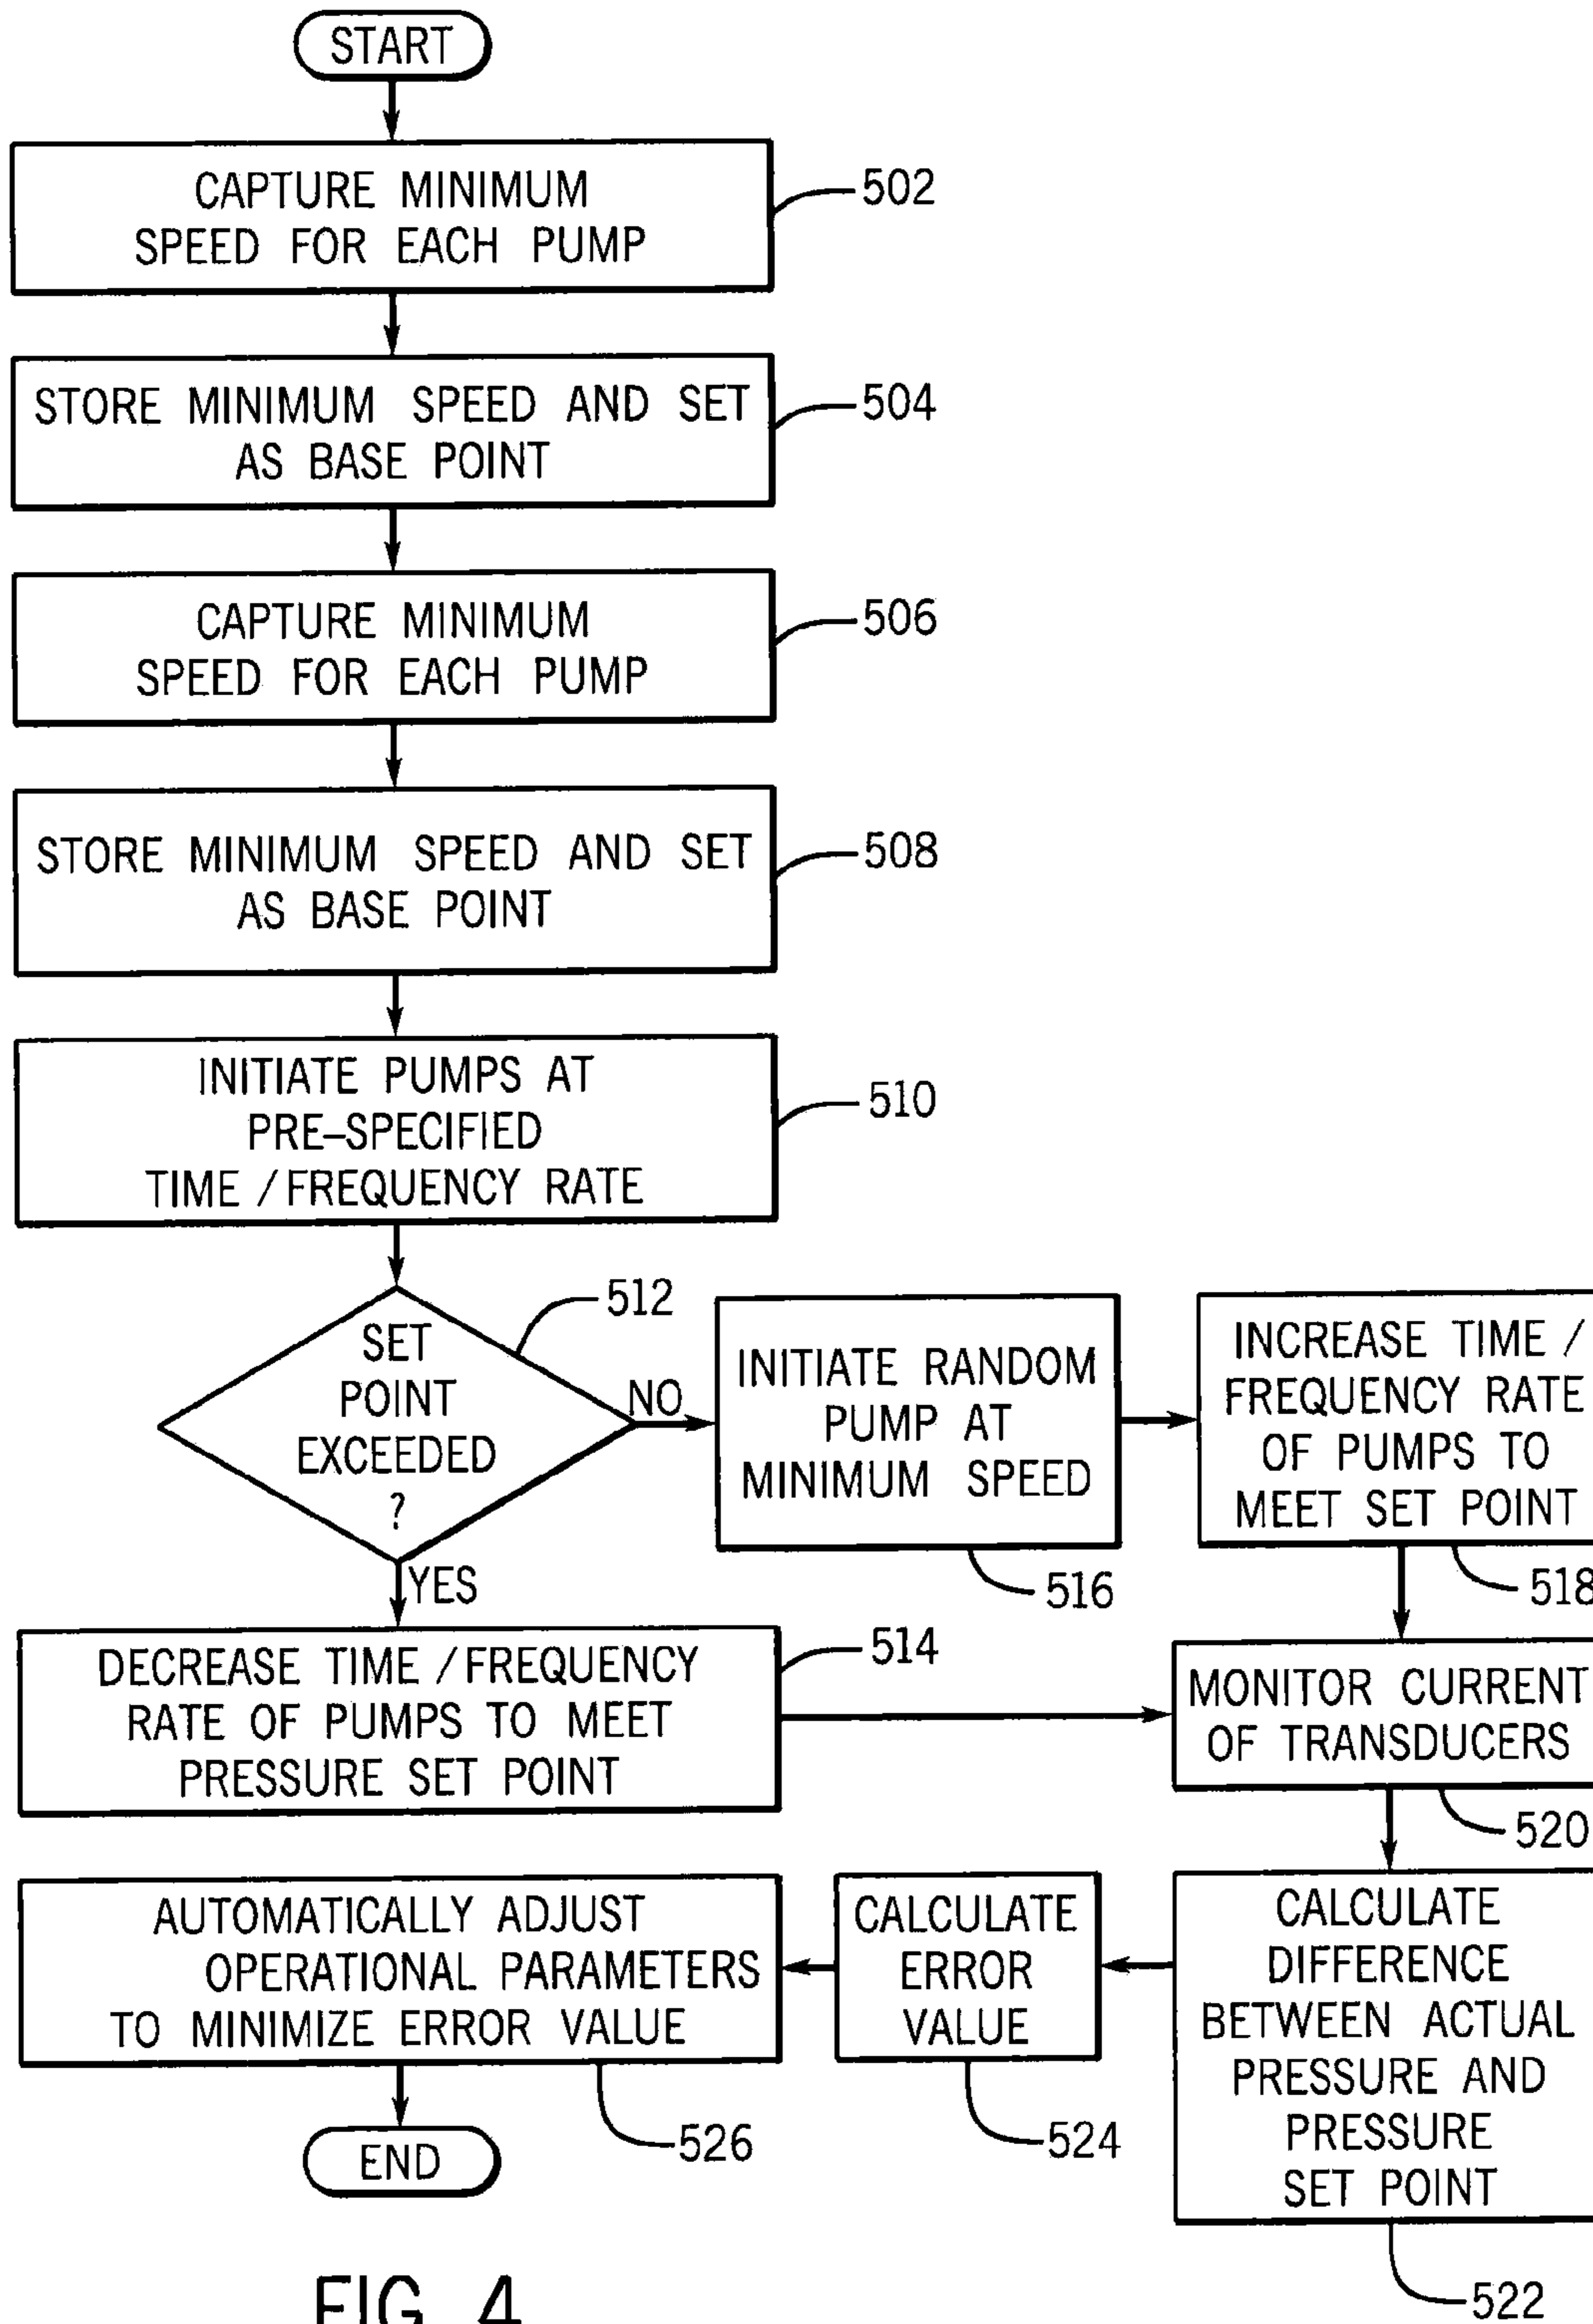 START
CAPTURE MINIMUM
SPEED FOR EACH PUMP
502
STORE MINIMUM SPEED AND SET
AS BASE POINT
504
CAPTURE MINIMUM
SPEED FOR EACH PUMP
506
STORE MINIMUM SPEED AND SET
AS BASE POINT
508
INITIATE PUMPS AT
PRE–SPECIFIED
TIME / FREQUENCY RATE
510
SET
POINT
EXCEEDED
?
512
NO
INITIATE RANDOM
PUMP AT
MINIMUM SPEED
516
INCREASE TIME /
FREQUENCY RATE
OF PUMPS TO
MEET SET POINT
518
YES
DECREASE TIME / FREQUENCY
RATE OF PUMPS TO MEET
PRESSURE SET POINT
514
MONITOR CURRENT
OF TRANSDUCERS
520
CALCULATE
DIFFERENCE
BETWEEN ACTUAL
PRESSURE AND
PRESSURE
SET POINT
522
CALCULATE
ERROR
VALUE
524
AUTOMATICALLY ADJUST
OPERATIONAL PARAMETERS
TO MINIMIZE ERROR VALUE
526
END
FIG. 4